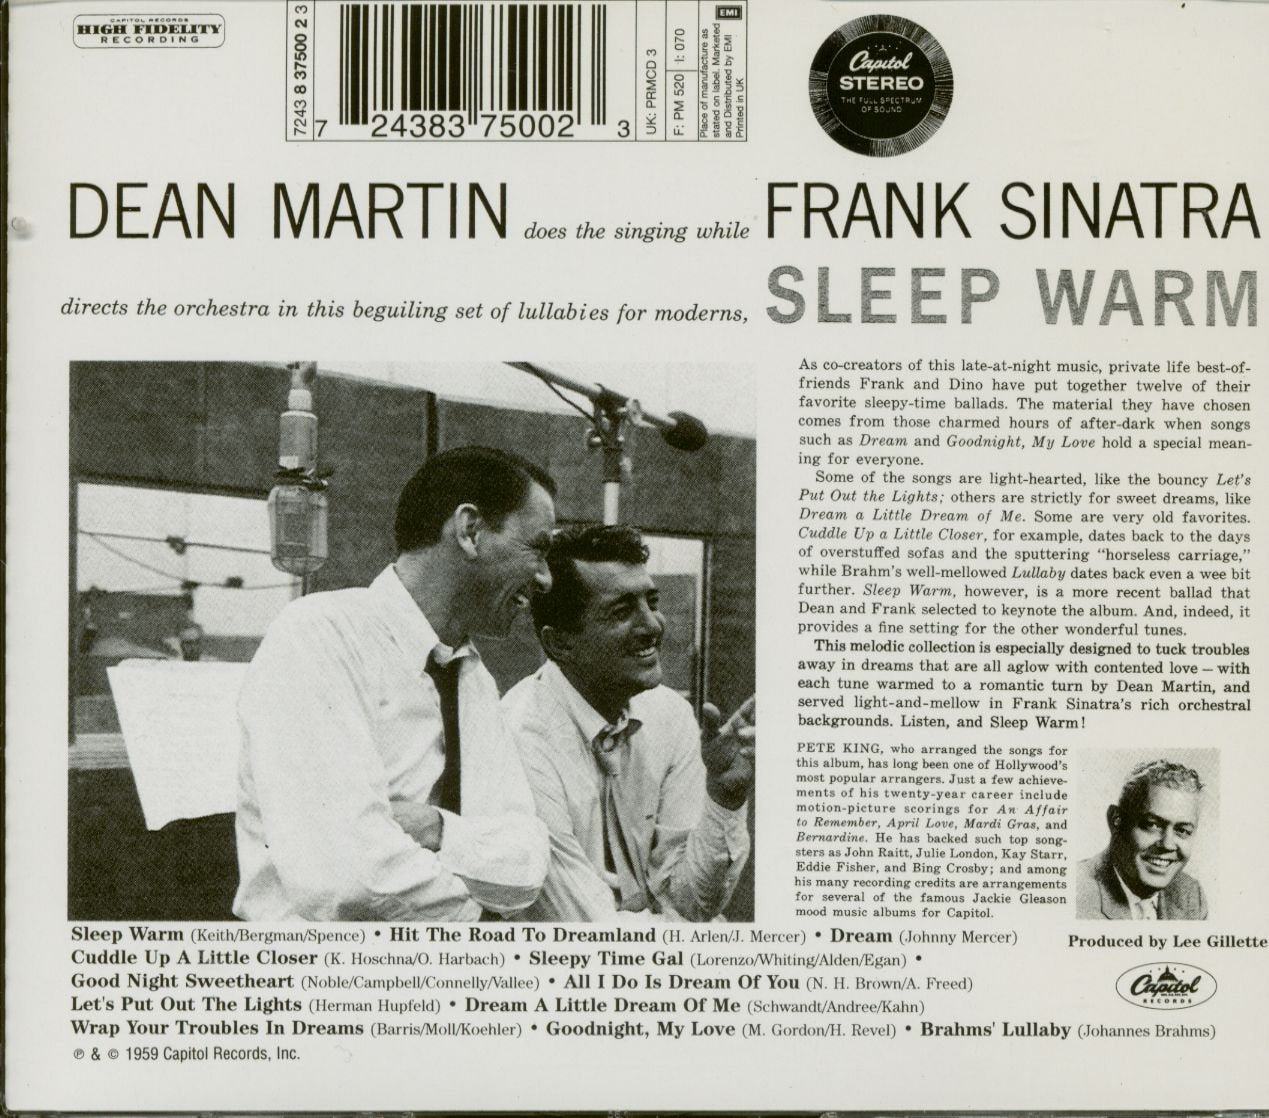 CAPITOL RECORDS
HIGH FIDELITY
RECORDING
7243 8 37500 2 3
7 24383 75002 3
UK: PRMCD 3
F: PM 520 I: 070
EMI
Place of manufacture as
stated on label. Marketed
and Distributed by EMI
Printed in UK
Capitol
STEREO
THE FULL SPECTRUM
OF SOUND
DEAN MARTIN does the singing while FRANK SINATRA
directs the orchestra in this beguiling set of lullabies for moderns, SLEEP WARM
As co-creators of this late-at-night music, private life best-of-
friends Frank and Dino have put together twelve of their
favorite sleepy-time ballads. The material they have chosen
comes from those charmed hours of after-dark when songs
such as Dream and Goodnight, My Love hold a special mean-
ing for everyone.
Some of the songs are light-hearted, like the bouncy Let's
Put Out the Lights; others are strictly for sweet dreams, like
Dream a Little Dream of Me. Some are very old favorites.
Cuddle Up a Little Closer, for example, dates back to the days
of overstuffed sofas and the sputtering "horseless carriage,"
while Brahm's well-mellowed Lullaby dates back even a wee bit
further. Sleep Warm, however, is a more recent ballad that
Dean and Frank selected to keynote the album. And, indeed, it
provides a fine setting for the other wonderful tunes.
This melodic collection is especially designed to tuck troubles
away in dreams that are all aglow with contented love – with
each tune warmed to a romantic turn by Dean Martin, and
served light-and-mellow in Frank Sinatra's rich orchestral
backgrounds. Listen, and Sleep Warm!
PETE KING, who arranged the songs for
this album, has long been one of Hollywood's
most popular arrangers. Just a few achieve-
ments of his twenty-year career include
motion-picture scorings for An Affair
to Remember, April Love, Mardi Gras, and
Bernardine. He has backed such top song-
sters as John Raitt, Julie London, Kay Starr,
Eddie Fisher, and Bing Crosby; and among
his many recording credits are arrangements
for several of the famous Jackie Gleason
mood music albums for Capitol.
Sleep Warm (Keith/Bergman/Spence) • Hit The Road To Dreamland (H. Arlen/J. Mercer) • Dream (Johnny Mercer)
Cuddle Up A Little Closer (K. Hoschna/O. Harbach) • Sleepy Time Gal (Lorenzo/Whiting/Alden/Egan) •
Good Night Sweetheart (Noble/Campbell/Connelly/Vallee) • All I Do Is Dream Of You (N. H. Brown/A. Freed)
Let's Put Out The Lights (Herman Hupfeld) • Dream A Little Dream Of Me (Schwandt/Andree/Kahn)
Wrap Your Troubles In Dreams (Barris/Moll/Koehler) • Goodnight, My Love (M. Gordon/H. Revel) • Brahms' Lullaby (Johannes Brahms)
℗ & © 1959 Capitol Records, Inc.
Produced by Lee Gillette
Capitol
RECORDS